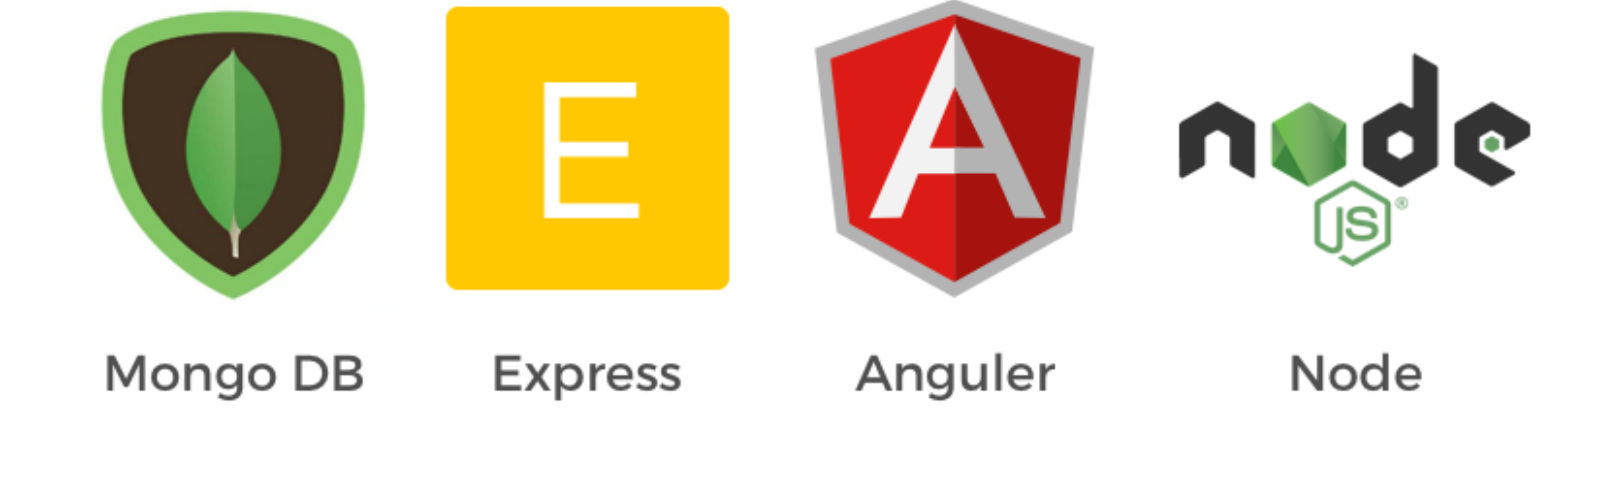 E
A
node
JS ®
Mongo DB
Express
Anguler
Node